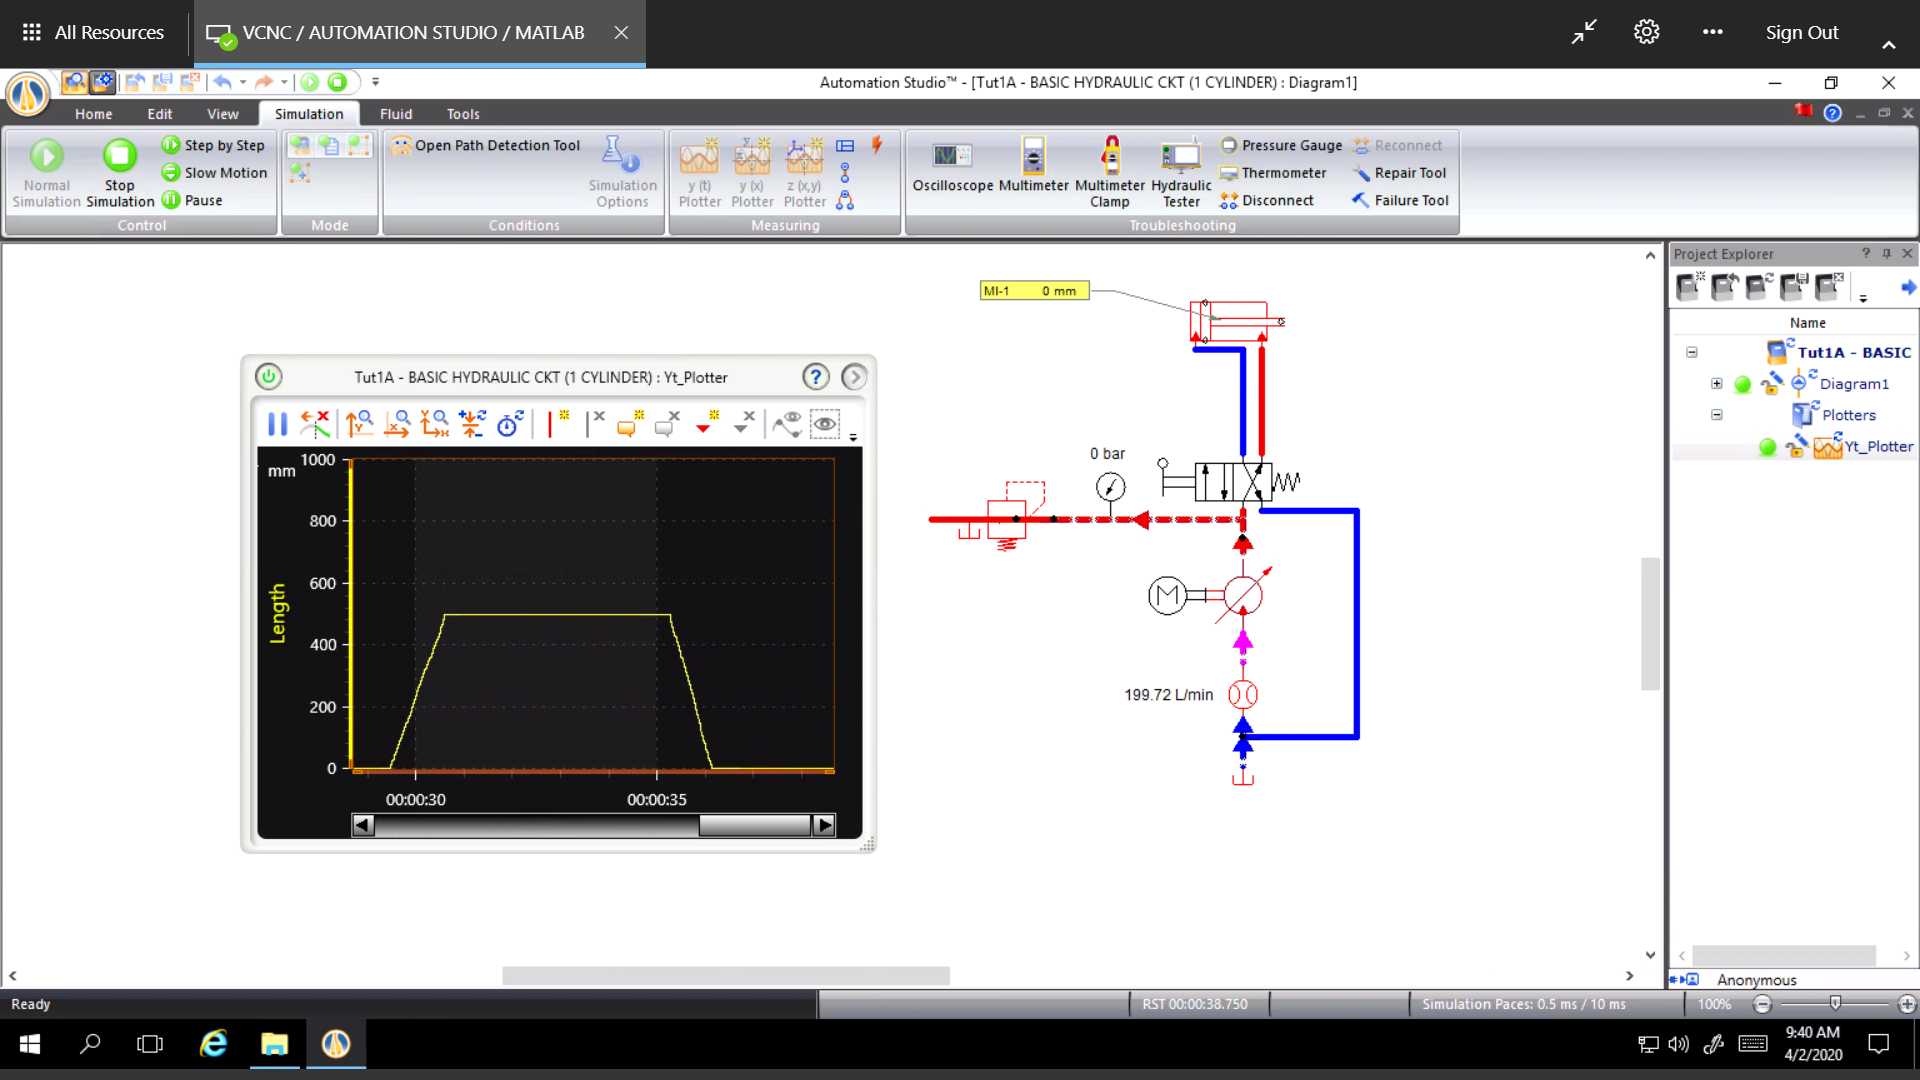 All Resources
VCNC / AUTOMATION STUDIO / MATLAB
Sign Out
Automation Studio™ - [Tut1A - BASIC HYDRAULIC CKT (1 CYLINDER) : Diagram1]
Home Edit View Simulation Fluid Tools
Normal Simulation
Stop Simulation
Step by Step
Slow Motion
Pause
Control
Mode
Open Path Detection Tool
Simulation Options
Conditions
y (t) Plotter
y (x) Plotter
z (x,y) Plotter
Measuring
Oscilloscope
Multimeter
Multimeter Clamp
Hydraulic Tester
Pressure Gauge
Thermometer
Disconnect
Reconnect
Repair Tool
Failure Tool
Troubleshooting
MI-1 0 mm
0 bar
M
199.72 L/min
Tut1A - BASIC HYDRAULIC CKT (1 CYLINDER) : Yt_Plotter
mm
1000
800
600
400
200
0
Length
00:00:30
00:00:35
Project Explorer
Name
Tut1A - BASIC
Diagram1
Plotters
Yt_Plotter
Anonymous
Ready
RST 00:00:38.750
Simulation Paces: 0.5 ms / 10 ms
100%
9:40 AM
4/2/2020